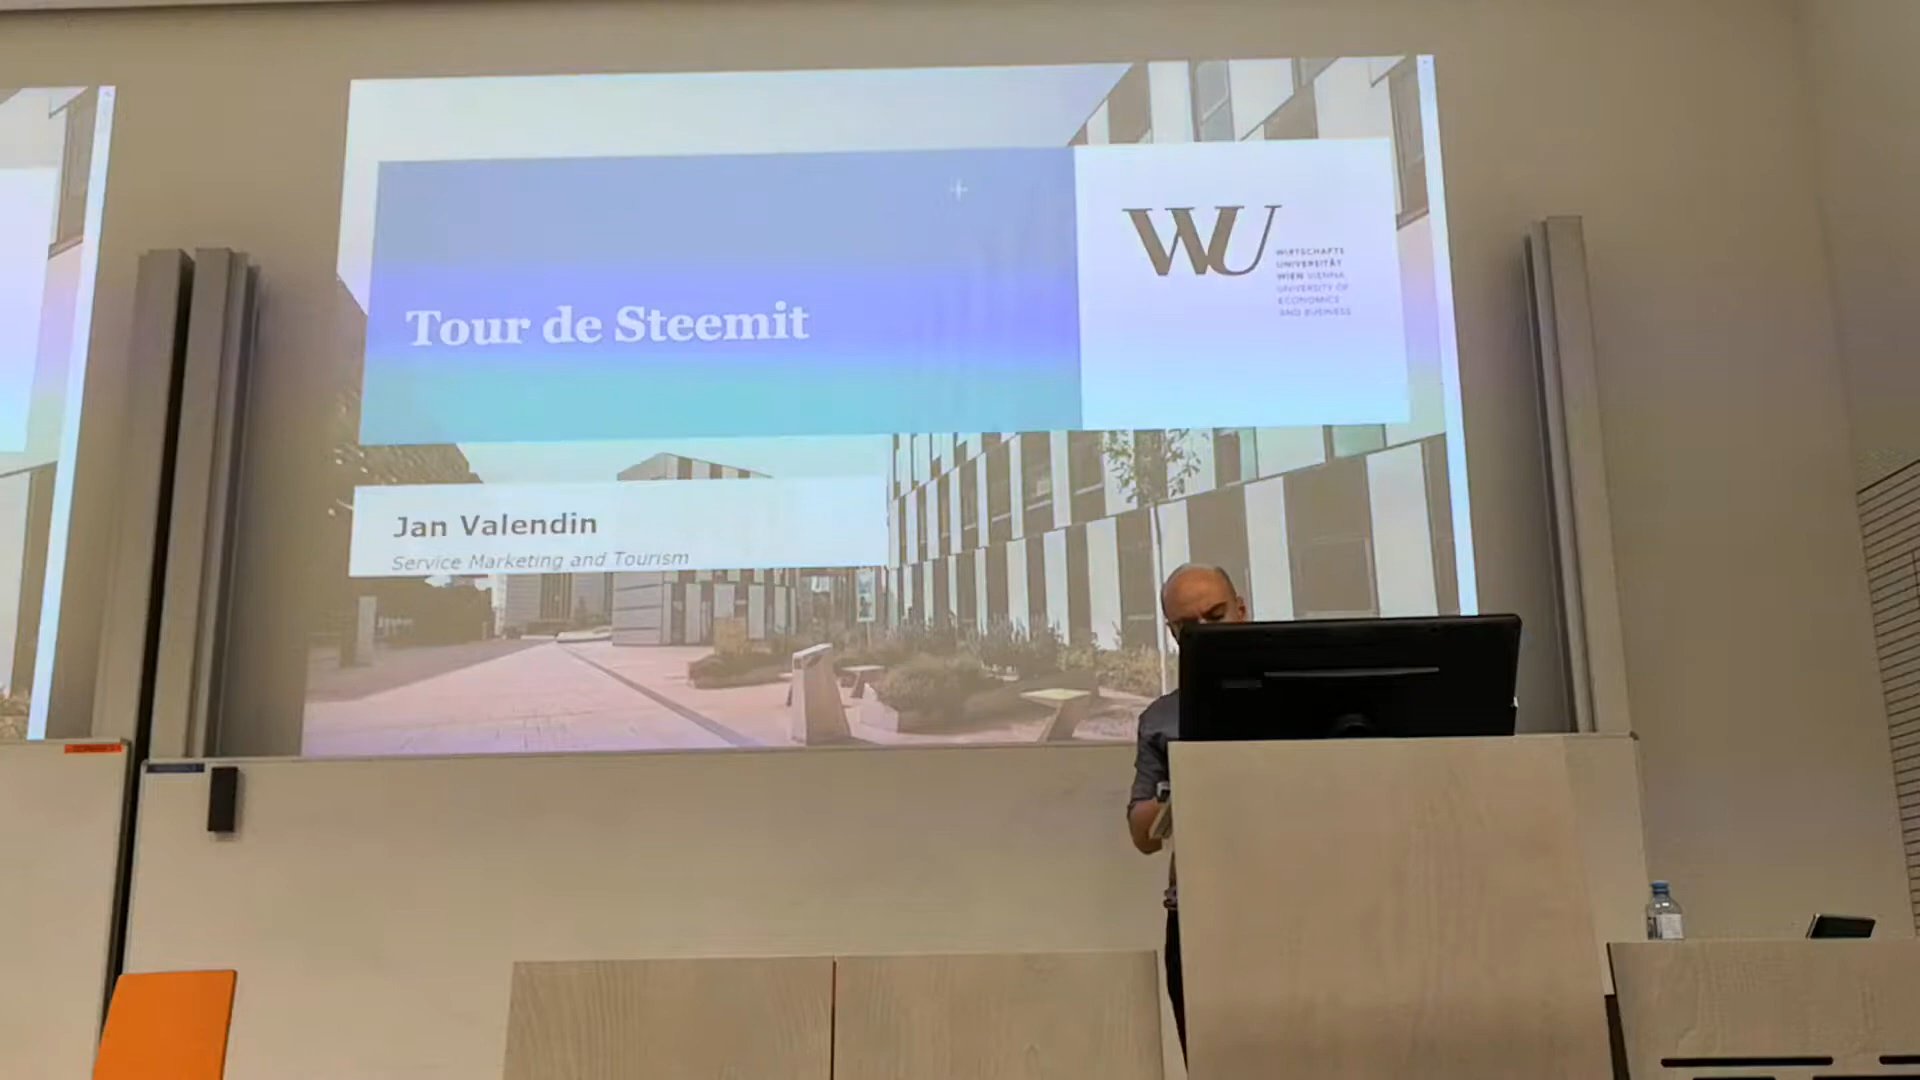 Tour de Steemit
WU
WIRTSCHAFTS
UNIVERSITÄT
WIEN VIENNA
UNIVERSITY OF
ECONOMICS
AND BUSINESS
Jan Valendin
Service Marketing and Tourism